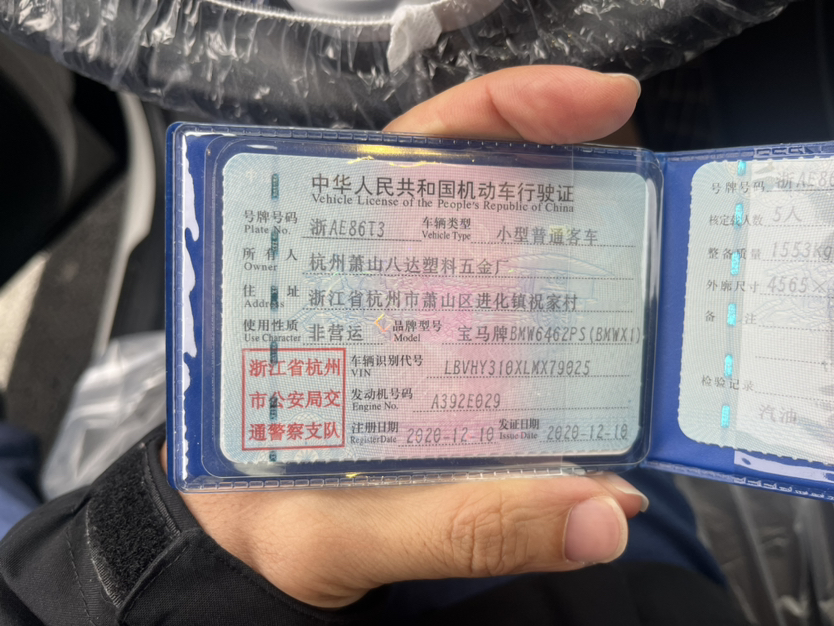 中华人民共和国机动车行驶证
Vehicle License of the People's Republic of China
号牌号码 浙AE86T3 车辆类型 小型普通客车
Plate No. Vehicle Type
所有人 杭州萧山八达塑料五金厂
Owner
住址 浙江省杭州市萧山区进化镇祝家村
Address
使用性质 非营运 品牌型号 宝马牌BMW6462PS(BMWX1)
Use Character Model
浙江省杭州
市公安局交
通警察支队
车辆识别代号 LBVHY310XLMX79025
VIN
发动机号码 A392E029
Engine No.
注册日期 2020-12-10 发证日期 2020-12-10
Register Date Issue Date
号牌号码 浙AE86
核定载人数 5人
整备质量 1553kg
外廓尺寸 4565×
备注
检验记录
汽油